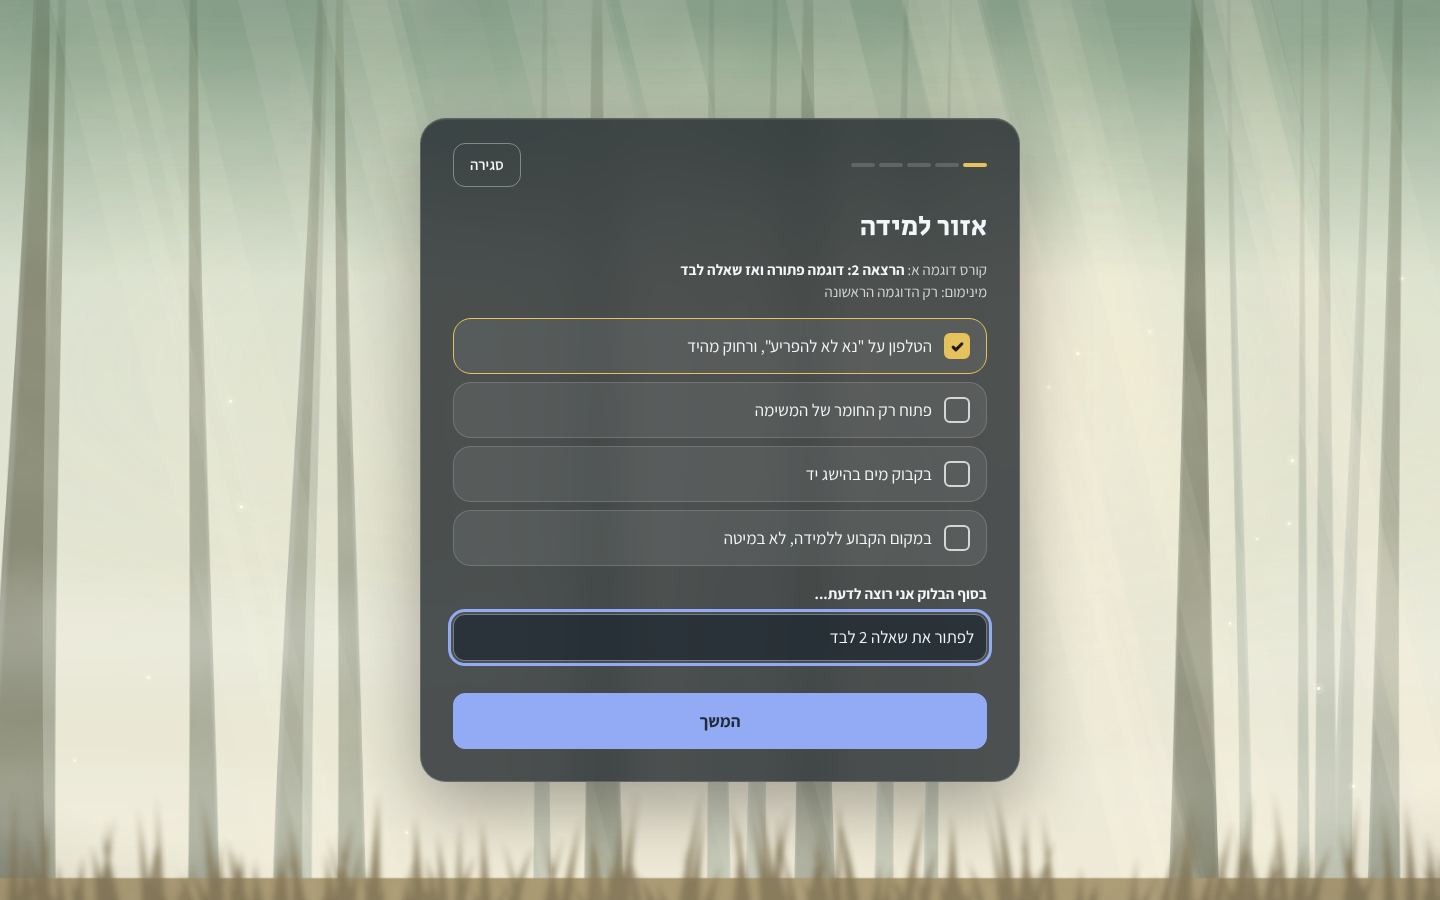 סגירה
אזור למידה
קורס דוגמה א: הרצאה 2: דוגמה פתורה ואז שאלה לבד
מינימום: רק הדוגמה הראשונה
הטלפון על "נא לא להפריע", ורחוק מהיד
פתוח רק החומר של המשימה
בקבוק מים בהישג יד
במקום הקבוע ללמידה, לא במיטה
בסוף הבלוק אני רוצה לדעת...
לפתור את שאלה 2 לבד
המשך